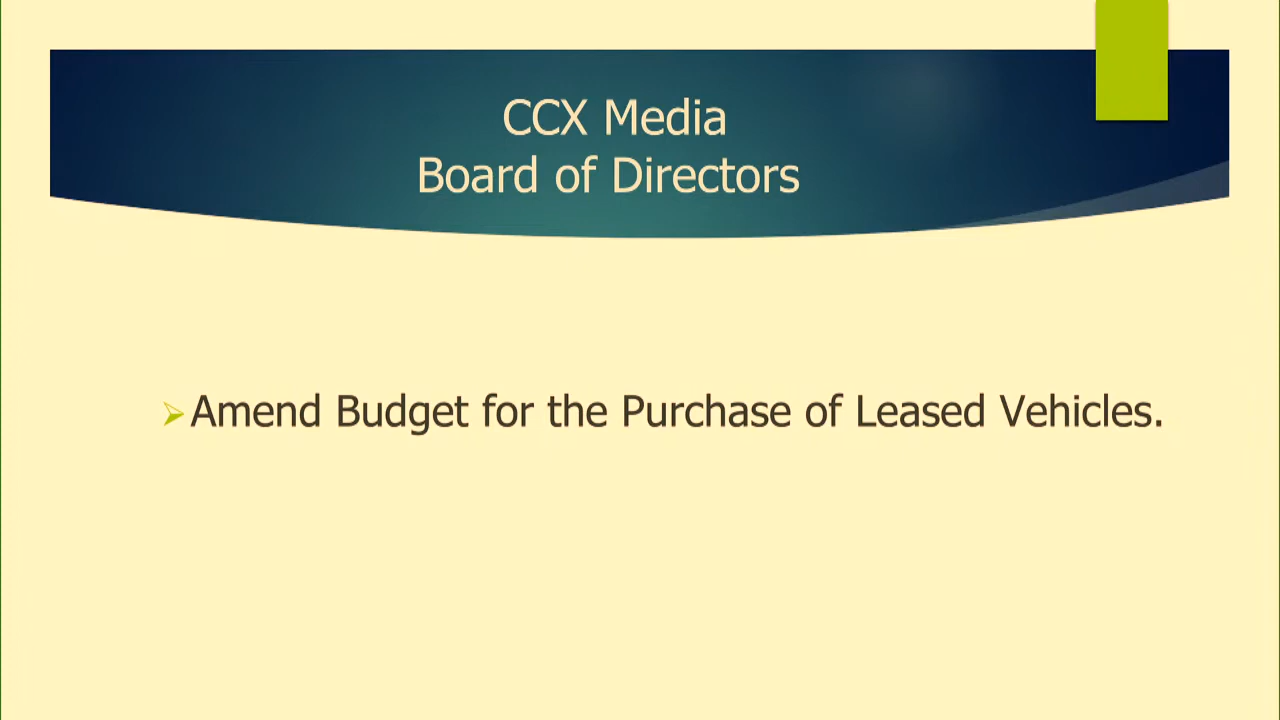 CCX Media
Board of Directors
Amend Budget for the Purchase of Leased Vehicles.